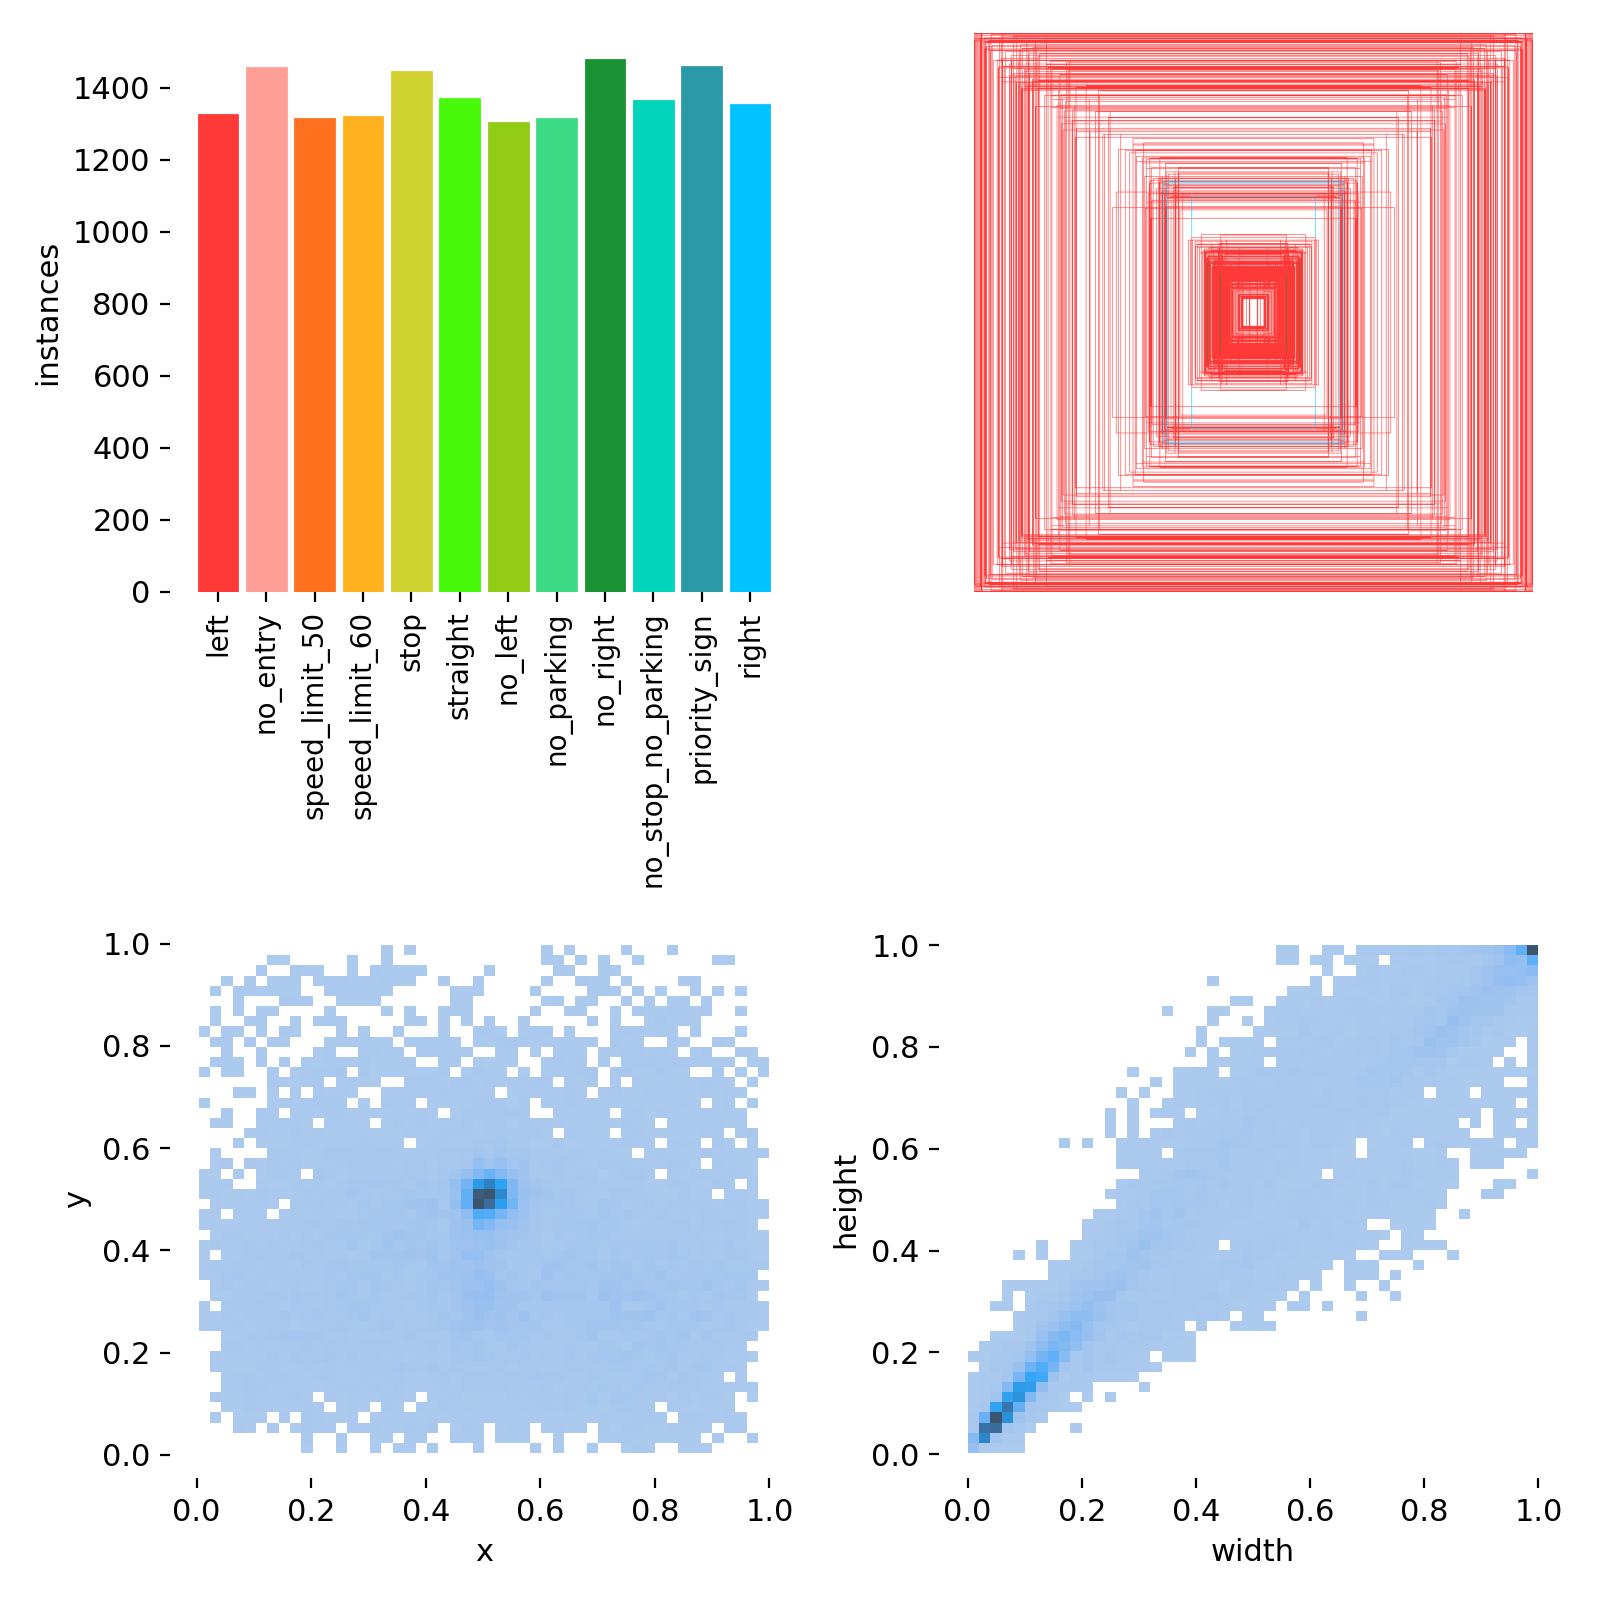 1400
1200
1000
800
600
400
200
0
instances
left
no_entry
speed_limit_50
speed_limit_60
stop
straight
no_left
no_parking
no_right
no_stop_no_parking
priority_sign
right
1.0
0.8
0.6
0.4
0.2
0.0
y
0.0 0.2 0.4 0.6 0.8 1.0
x
1.0
0.8
0.6
0.4
0.2
0.0
height
0.0 0.2 0.4 0.6 0.8 1.0
width